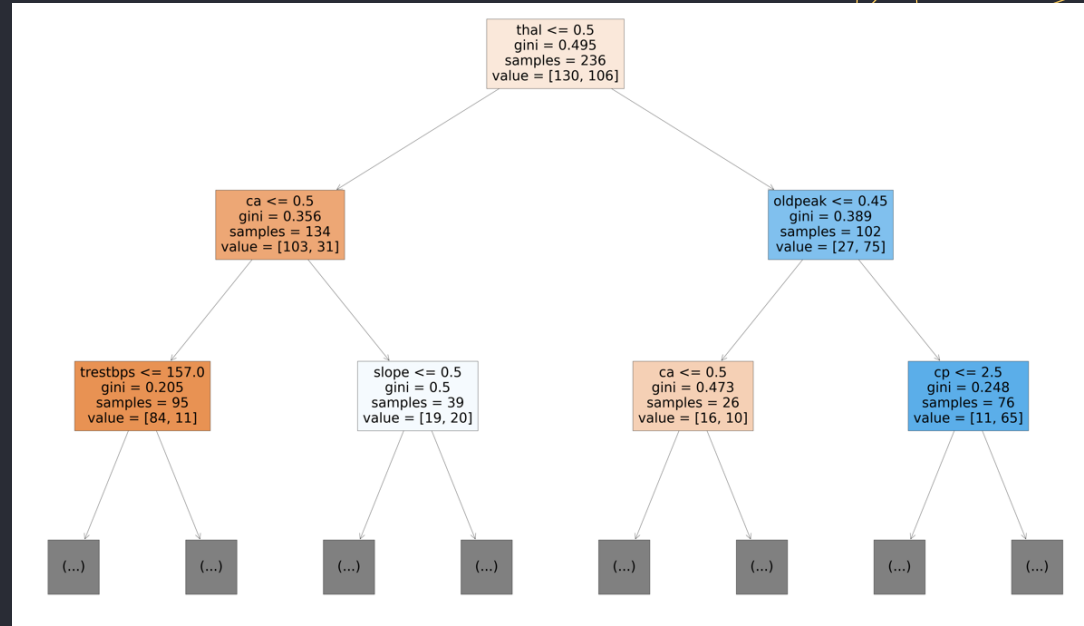 thal <= 0.5
gini = 0.495
samples = 236
value = [130, 106]
ca <= 0.5
gini = 0.356
samples = 134
value = [103, 31]
oldpeak <= 0.45
gini = 0.389
samples = 102
value = [27, 75]
trestbps <= 157.0
gini = 0.205
samples = 95
value = [84, 11]
slope <= 0.5
gini = 0.5
samples = 39
value = [19, 20]
ca <= 0.5
gini = 0.473
samples = 26
value = [16, 10]
cp <= 2.5
gini = 0.248
samples = 76
value = [11, 65]
(...)
(...)
(...)
(...)
(...)
(...)
(...)
(...)